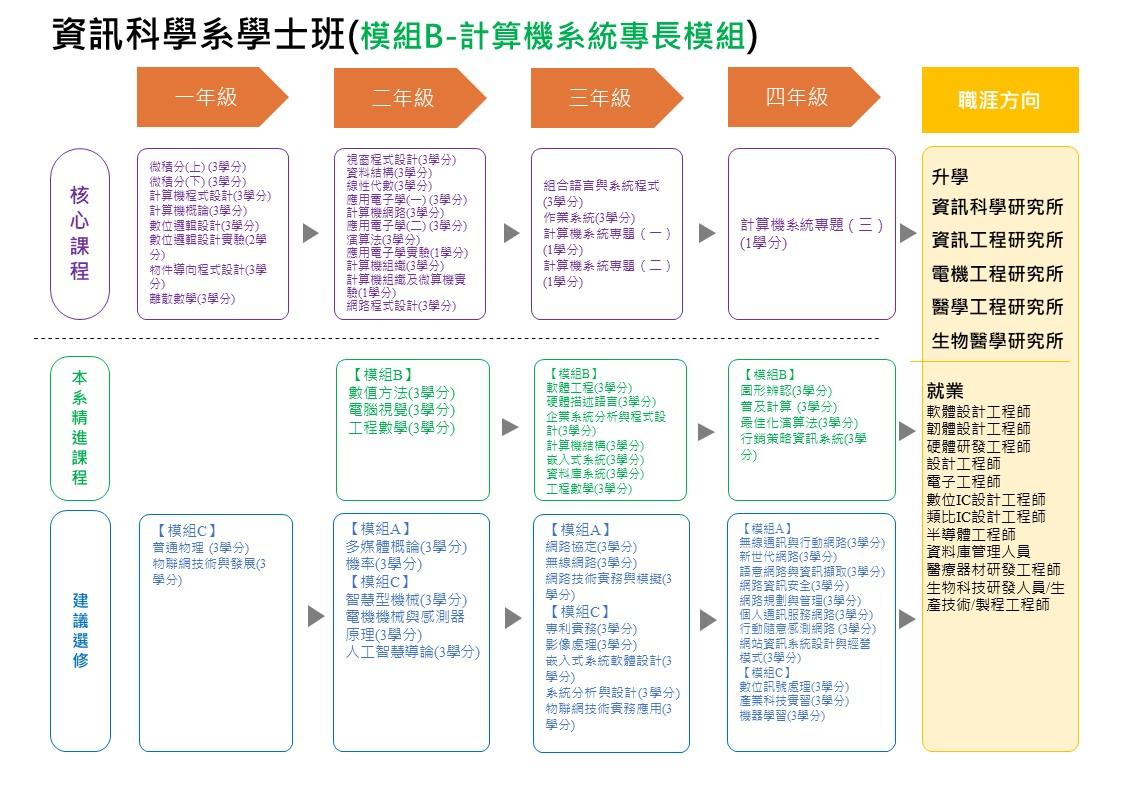 資訊科學系學士班(模組B-計算機系統專長模組)
一年級
二年級
三年級
四年級
職涯方向
核心課程
微積分(上) (3學分)
微積分(下) (3學分)
計算機程式設計(3學分)
計算機概論(3學分)
數位邏輯設計(3學分)
數位邏輯設計實驗(2學
分)
物件導向程式設計(3學
分)
離散數學(3學分)
視窗程式設計(3學分)
資料結構(3學分)
線性代數(3學分)
應用電子學(一) (3學分)
計算機網路(3學分)
應用電子學(二) (3學分)
演算法(3學分)
應用電子學實驗(1學分)
計算機組織(3學分)
計算機組織及微算機實
驗(1學分)
網路程式設計(3學分)
組合語言與系統程式
(3學分)
作業系統(3學分)
計算機系統專題（一）
(1學分)
計算機系統專題（二）
(1學分)
計算機系統專題（三）
(1學分)
升學
資訊科學研究所
資訊工程研究所
電機工程研究所
醫學工程研究所
生物醫學研究所
本系精進課程
【模組B】
數值方法(3學分)
電腦視覺(3學分)
工程數學(3學分)
【模組B】
軟體工程(3學分)
硬體描述語言(3學分)
企業系統分析與程式設
計(3學分)
計算機結構(3學分)
嵌入式系統(3學分)
資料庫系統(3學分)
工程數學(3學分)
【模組B】
圖形辨認(3學分)
普及計算 (3學分)
最佳化演算法(3學分)
行銷策略資訊系統(3學
分)
就業
軟體設計工程師
韌體設計工程師
硬體研發工程師
設計工程師
電子工程師
數位IC設計工程師
類比IC設計工程師
半導體工程師
資料庫管理人員
醫療器材研發工程師
生物科技研發人員/生
產技術/製程工程師
建議選修
【模組C】
普通物理 (3學分)
物聯網技術與發展(3
學分)
【模組A】
多媒體概論(3學分)
機率(3學分)
【模組C】
智慧型機械(3學分)
電機機械與感測器
原理(3學分)
人工智慧導論(3學分)
【模組A】
網路協定(3學分)
無線網路(3學分)
網路技術實務與模擬(3
學分)
【模組C】
專利實務(3學分)
影像處理(3學分)
嵌入式系統軟體設計(3
學分)
系統分析與設計(3學分)
物聯網技術實務應用(3
學分)
【模組A】
無線通訊與行動網路(3學分)
新世代網路(3學分)
語意網路與資訊擷取(3學分)
網路資訊安全(3學分)
網路規劃與管理(3學分)
個人通訊服務網路(3學分)
行動隨意感測網路 (3學分)
網站資訊系統設計與經營
模式(3學分)
【模組C】
數位訊號處理(3學分)
產業科技實習(3學分)
機器學習(3學分)